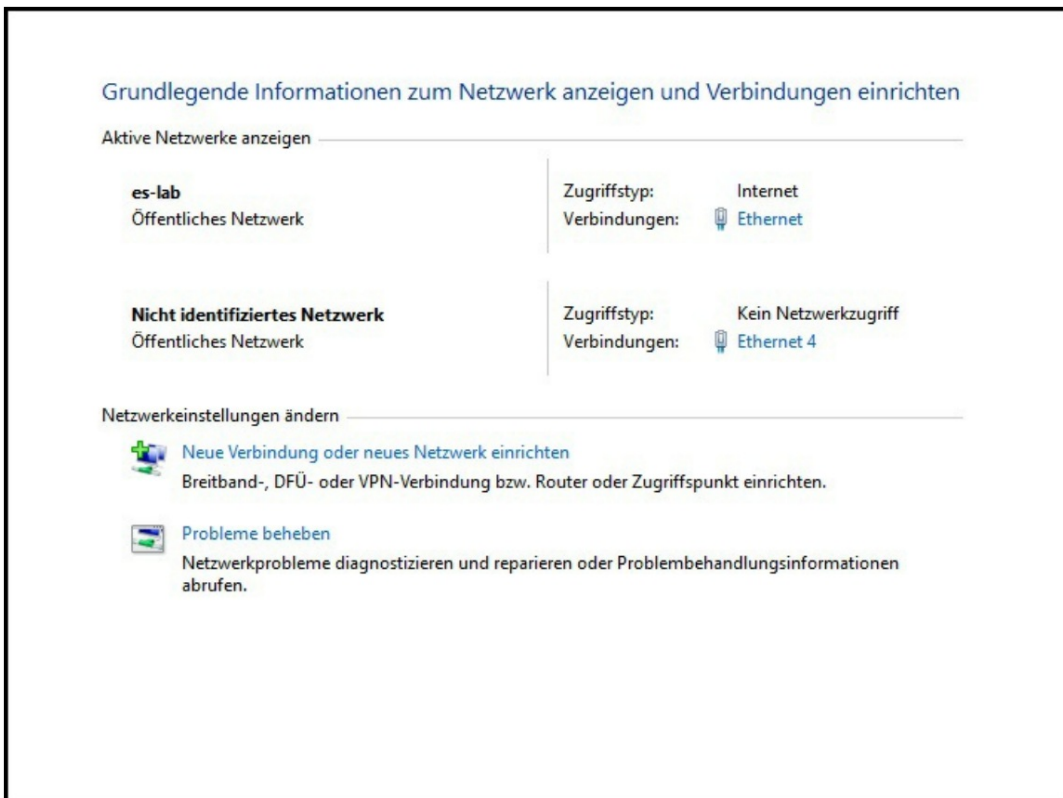 Grundlegende Informationen zum Netzwerk anzeigen und Verbindungen einrichten
Aktive Netzwerke anzeigen
es-lab
Öffentliches Netzwerk
Zugriffstyp: Internet
Verbindungen: Ethernet
Nicht identifiziertes Netzwerk
Öffentliches Netzwerk
Zugriffstyp: Kein Netzwerkzugriff
Verbindungen: Ethernet 4
Netzwerkeinstellungen ändern
Neue Verbindung oder neues Netzwerk einrichten
Breitband-, DFÜ- oder VPN-Verbindung bzw. Router oder Zugriffspunkt einrichten.
Probleme beheben
Netzwerkprobleme diagnostizieren und reparieren oder Problembehandlungsinformationen
abrufen.